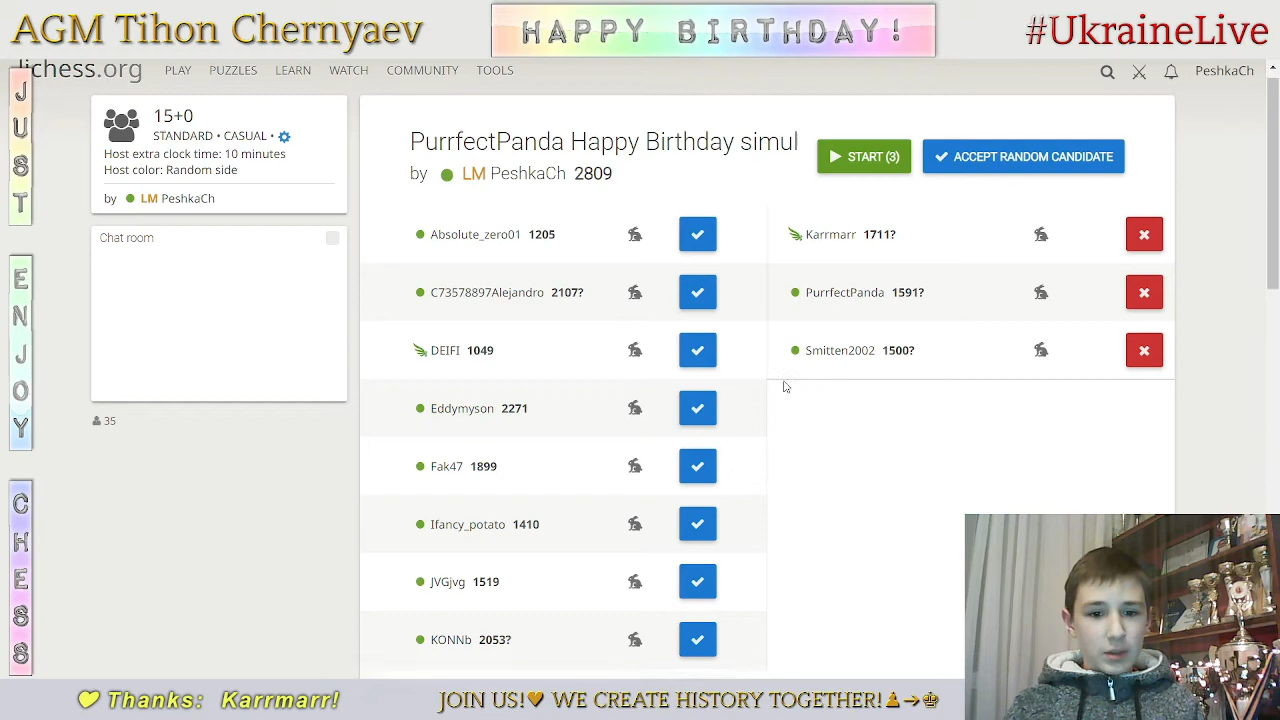 AGM Tihon Chernyaev
HAPPY BIRTHDAY!
#UkraineLive
lichess.org
PLAY PUZZLES LEARN WATCH COMMUNITY TOOLS
PeshkaCh
JUST
ENJOY
CHESS
15+0
STANDARD • CASUAL •
Host extra clock time: 10 minutes
Host color: Random side
by LM PeshkaCh
Chat room
35
PurrfectPanda Happy Birthday simul
by LM PeshkaCh 2809
START (3)
ACCEPT RANDOM CANDIDATE
Absolute_zero01 1205
C73578897Alejandro 2107?
DEIFI 1049
Eddymyson 2271
Fak47 1899
Ifancy_potato 1410
JVGjvg 1519
KONNb 2053?
Karrmarr 1711?
PurrfectPanda 1591?
Smitten2002 1500?
Thanks: Karrmarr!
JOIN US!🧡 WE CREATE HISTORY TOGETHER!♟➔♚